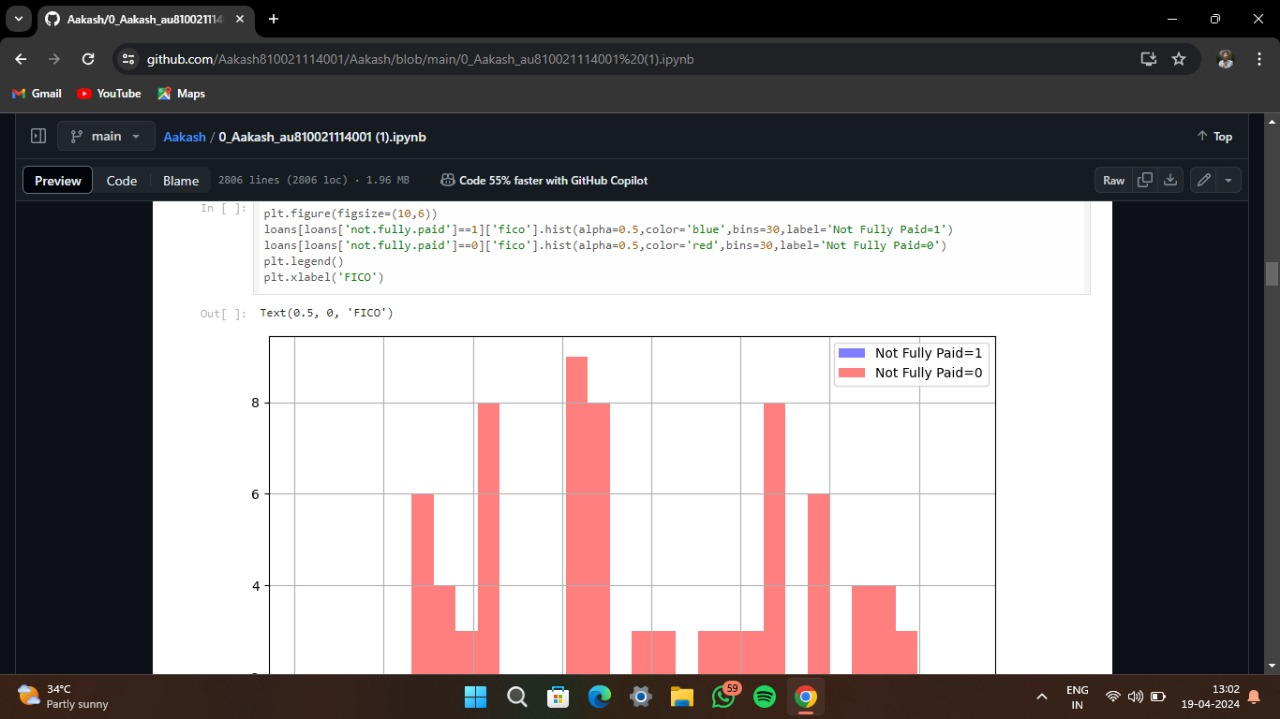 Aakash/0_Aakash_au8100211140
github.com/Aakash810021114001/Aakash/blob/main/0_Aakash_au810021114001%20(1).ipynb
Gmail YouTube Maps
main Aakash / 0_Aakash_au810021114001 (1).ipynb Top
Preview Code Blame 2806 lines (2806 loc) · 1.96 MB Code 55% faster with GitHub Copilot Raw
In [ ]: plt.figure(figsize=(10,6))
loans[loans['not.fully.paid']==1]['fico'].hist(alpha=0.5,color='blue',bins=30,label='Not Fully Paid=1')
loans[loans['not.fully.paid']==0]['fico'].hist(alpha=0.5,color='red',bins=30,label='Not Fully Paid=0')
plt.legend()
plt.xlabel('FICO')
Out[ ]: Text(0.5, 0, 'FICO')
Not Fully Paid=1
Not Fully Paid=0
8
6
4
34°C
Partly sunny
59
ENG
IN
13:02
19-04-2024